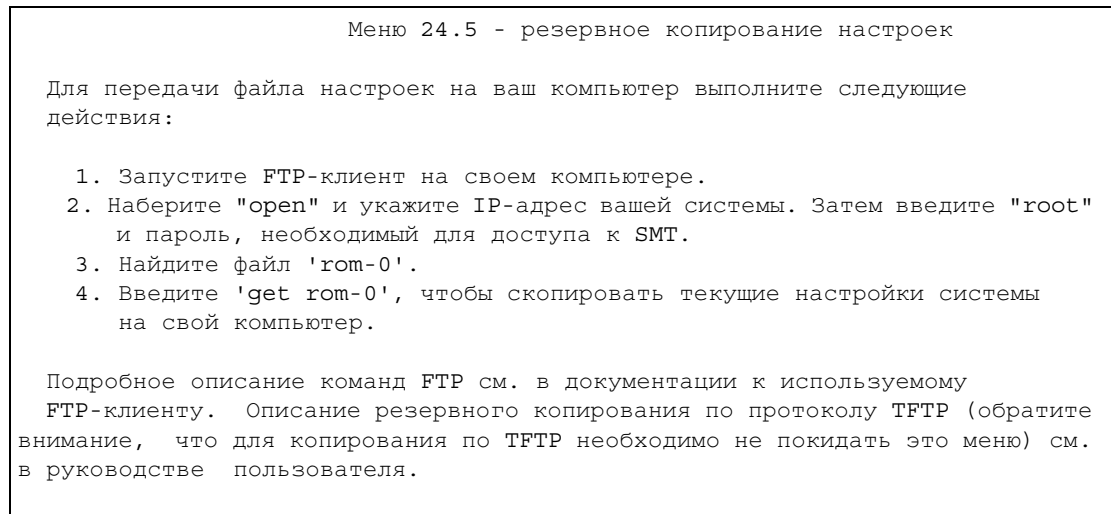 Меню 24.5 - резервное копирование настроек
Для передачи файла настроек на ваш компьютер выполните следующие
действия:
1. Запустите FTP-клиент на своем компьютере.
2. Наберите "open" и укажите IP-адрес вашей системы. Затем введите "root"
и пароль, необходимый для доступа к SMT.
3. Найдите файл 'rom-0'.
4. Введите 'get rom-0', чтобы скопировать текущие настройки системы
на свой компьютер.
Подробное описание команд FTP см. в документации к используемому
FTP-клиенту.  Описание резервного копирования по протоколу TFTP (обратите
внимание,  что для копирования по TFTP необходимо не покидать это меню) см.
в руководстве  пользователя.